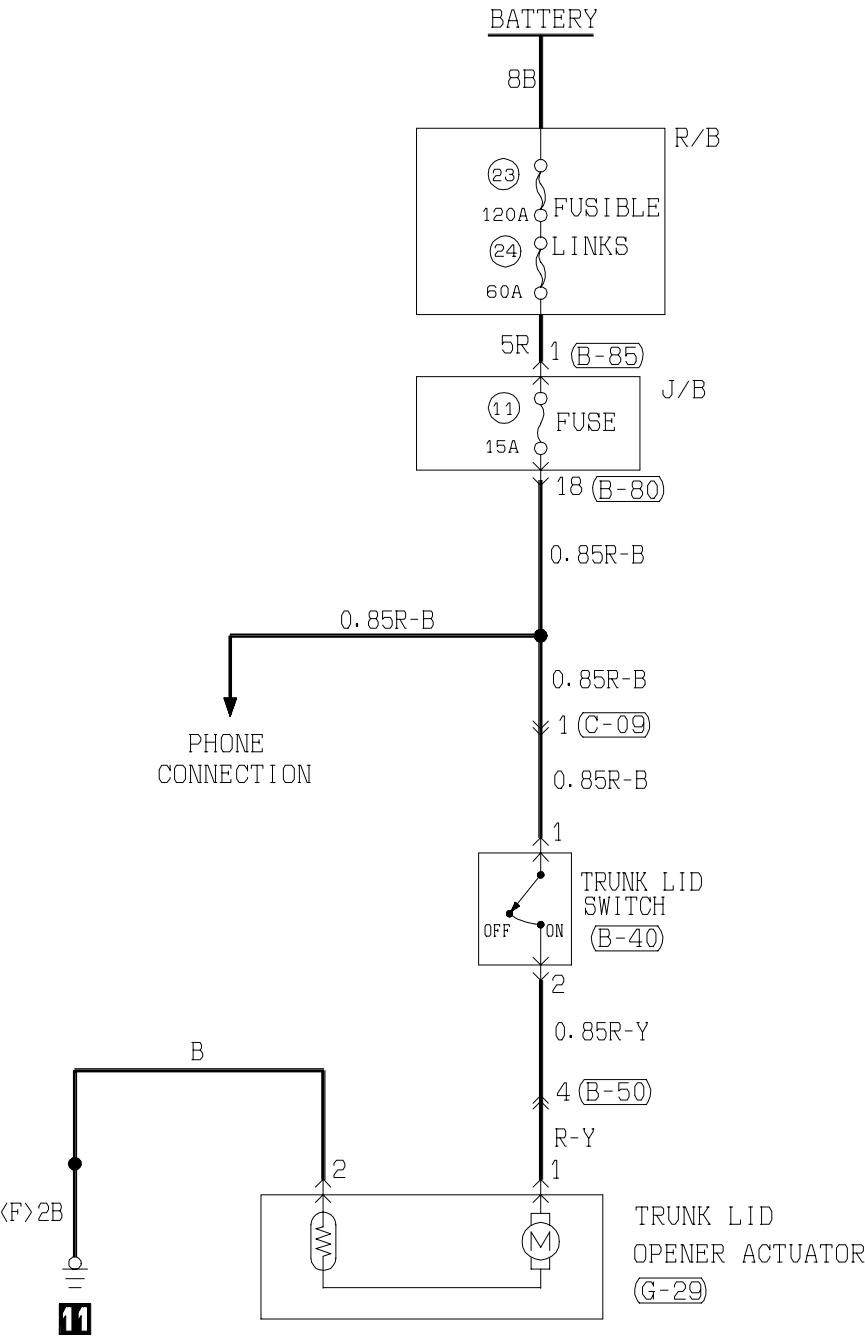 BATTERY
8B
R/B
23
120A
FUSIBLE
24
LINKS
60A
5R
1
B-85
J/B
11
FUSE
15A
18
B-80
0.85R-B
0.85R-B
0.85R-B
1
C-09
PHONE
CONNECTION
0.85R-B
1
TRUNK LID
SWITCH
OFF
ON
B-40
2
0.85R-Y
B
4
B-50
R-Y
2
1
<F>2B
TRUNK LID
OPENER ACTUATOR
M
G-29
11